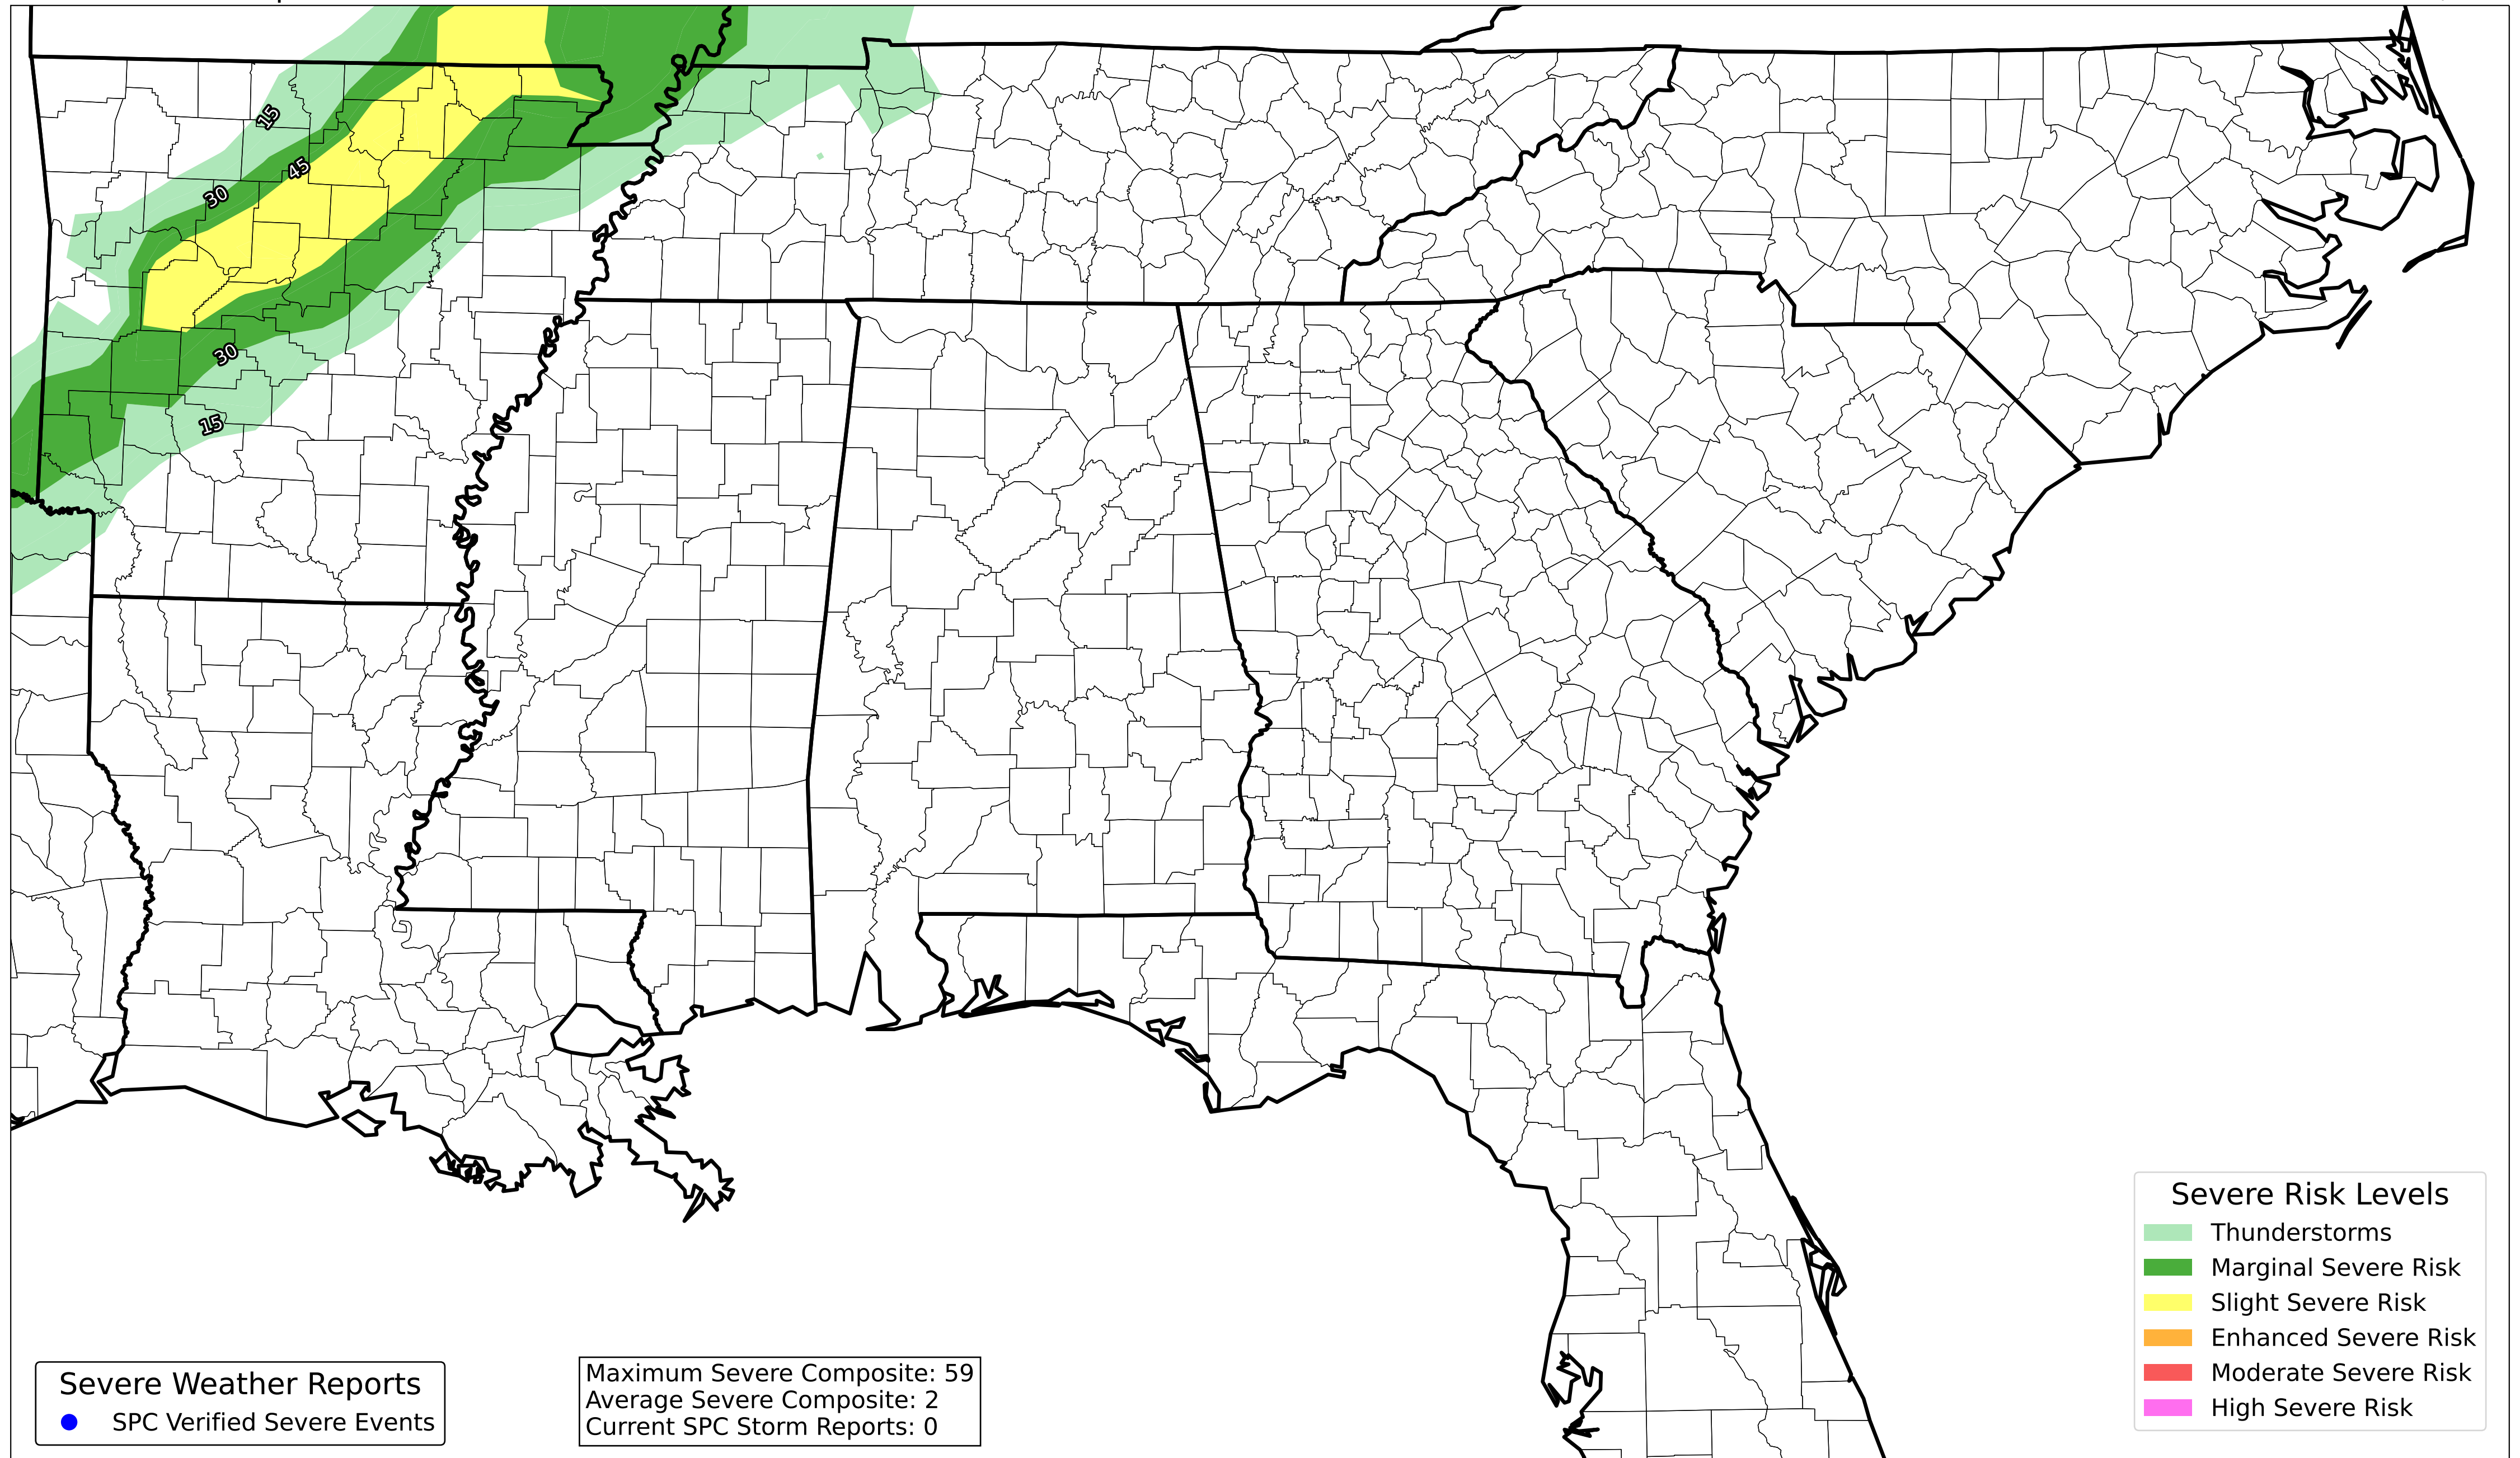 15
45
30
30
15
Severe Risk Levels
Thunderstorms
Marginal Severe Risk
Slight Severe Risk
Enhanced Severe Risk
Moderate Severe Risk
High Severe Risk
Severe Weather Reports
SPC Verified Severe Events
Maximum Severe Composite: 59
Average Severe Composite: 2
Current SPC Storm Reports: 0